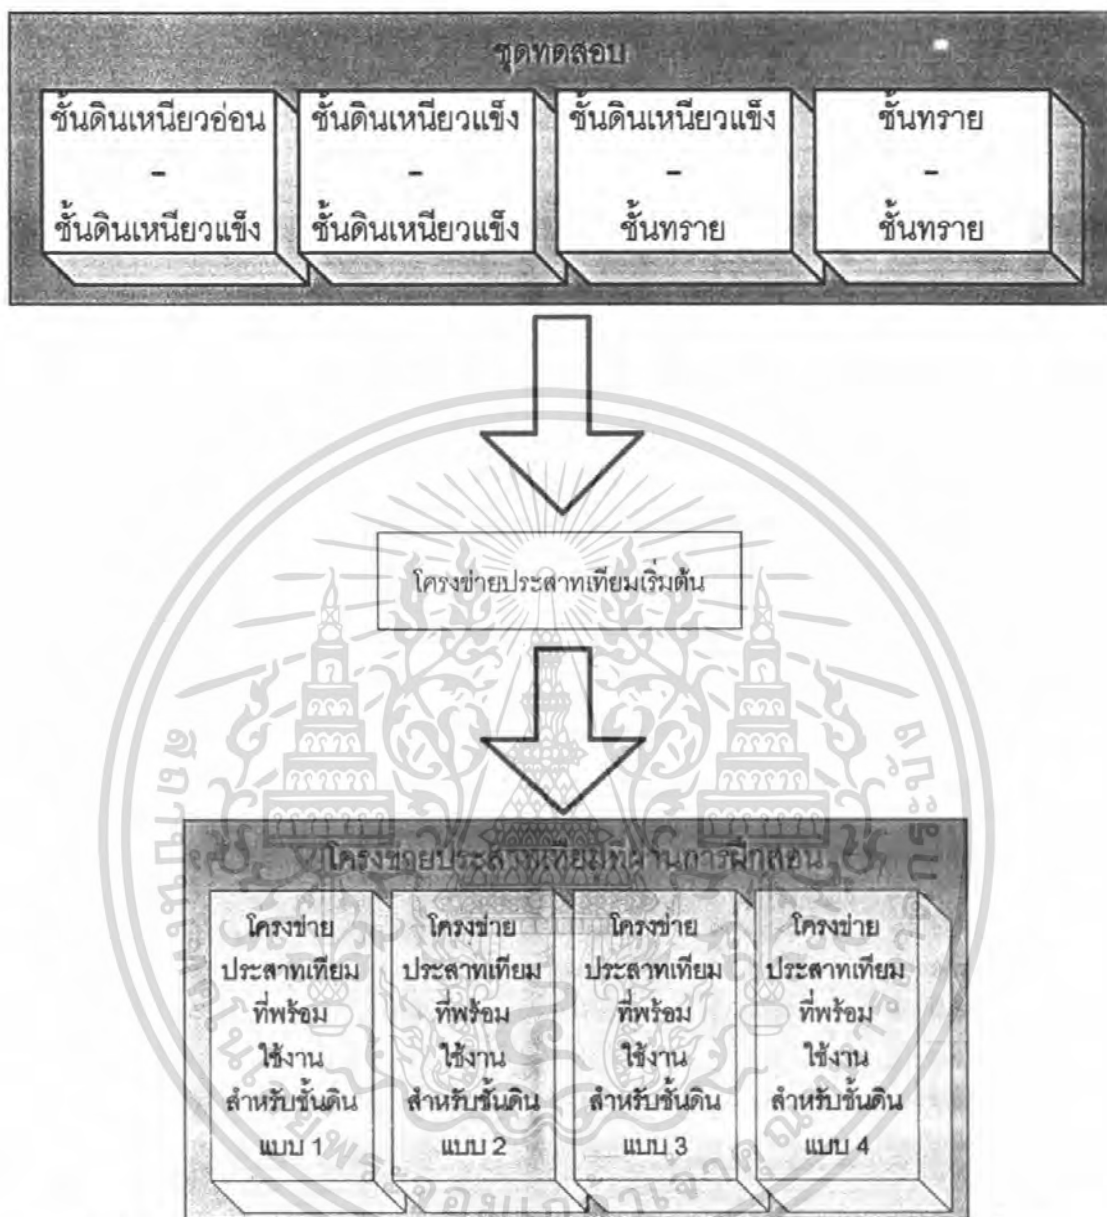 ชุดทดสอบ
ชั้นดินเหนียวอ่อน
-
ชั้นดินเหนียวแข็ง
ชั้นดินเหนียวแข็ง
-
ชั้นดินเหนียวแข็ง
ชั้นดินเหนียวแข็ง
-
ชั้นทราย
ชั้นทราย
-
ชั้นทราย
โครงข่ายประสาทเทียมเริ่มต้น
โครงข่ายประสาทเทียมที่ผ่านการฝึกสอน
โครงข่าย
ประสาทเทียม
ที่พร้อม
ใช้งาน
สำหรับชั้นดิน
แบบ 1
โครงข่าย
ประสาทเทียม
ที่พร้อม
ใช้งาน
สำหรับชั้นดิน
แบบ 2
โครงข่าย
ประสาทเทียม
ที่พร้อม
ใช้งาน
สำหรับชั้นดิน
แบบ 3
โครงข่าย
ประสาทเทียม
ที่พร้อม
ใช้งาน
สำหรับชั้นดิน
แบบ 4